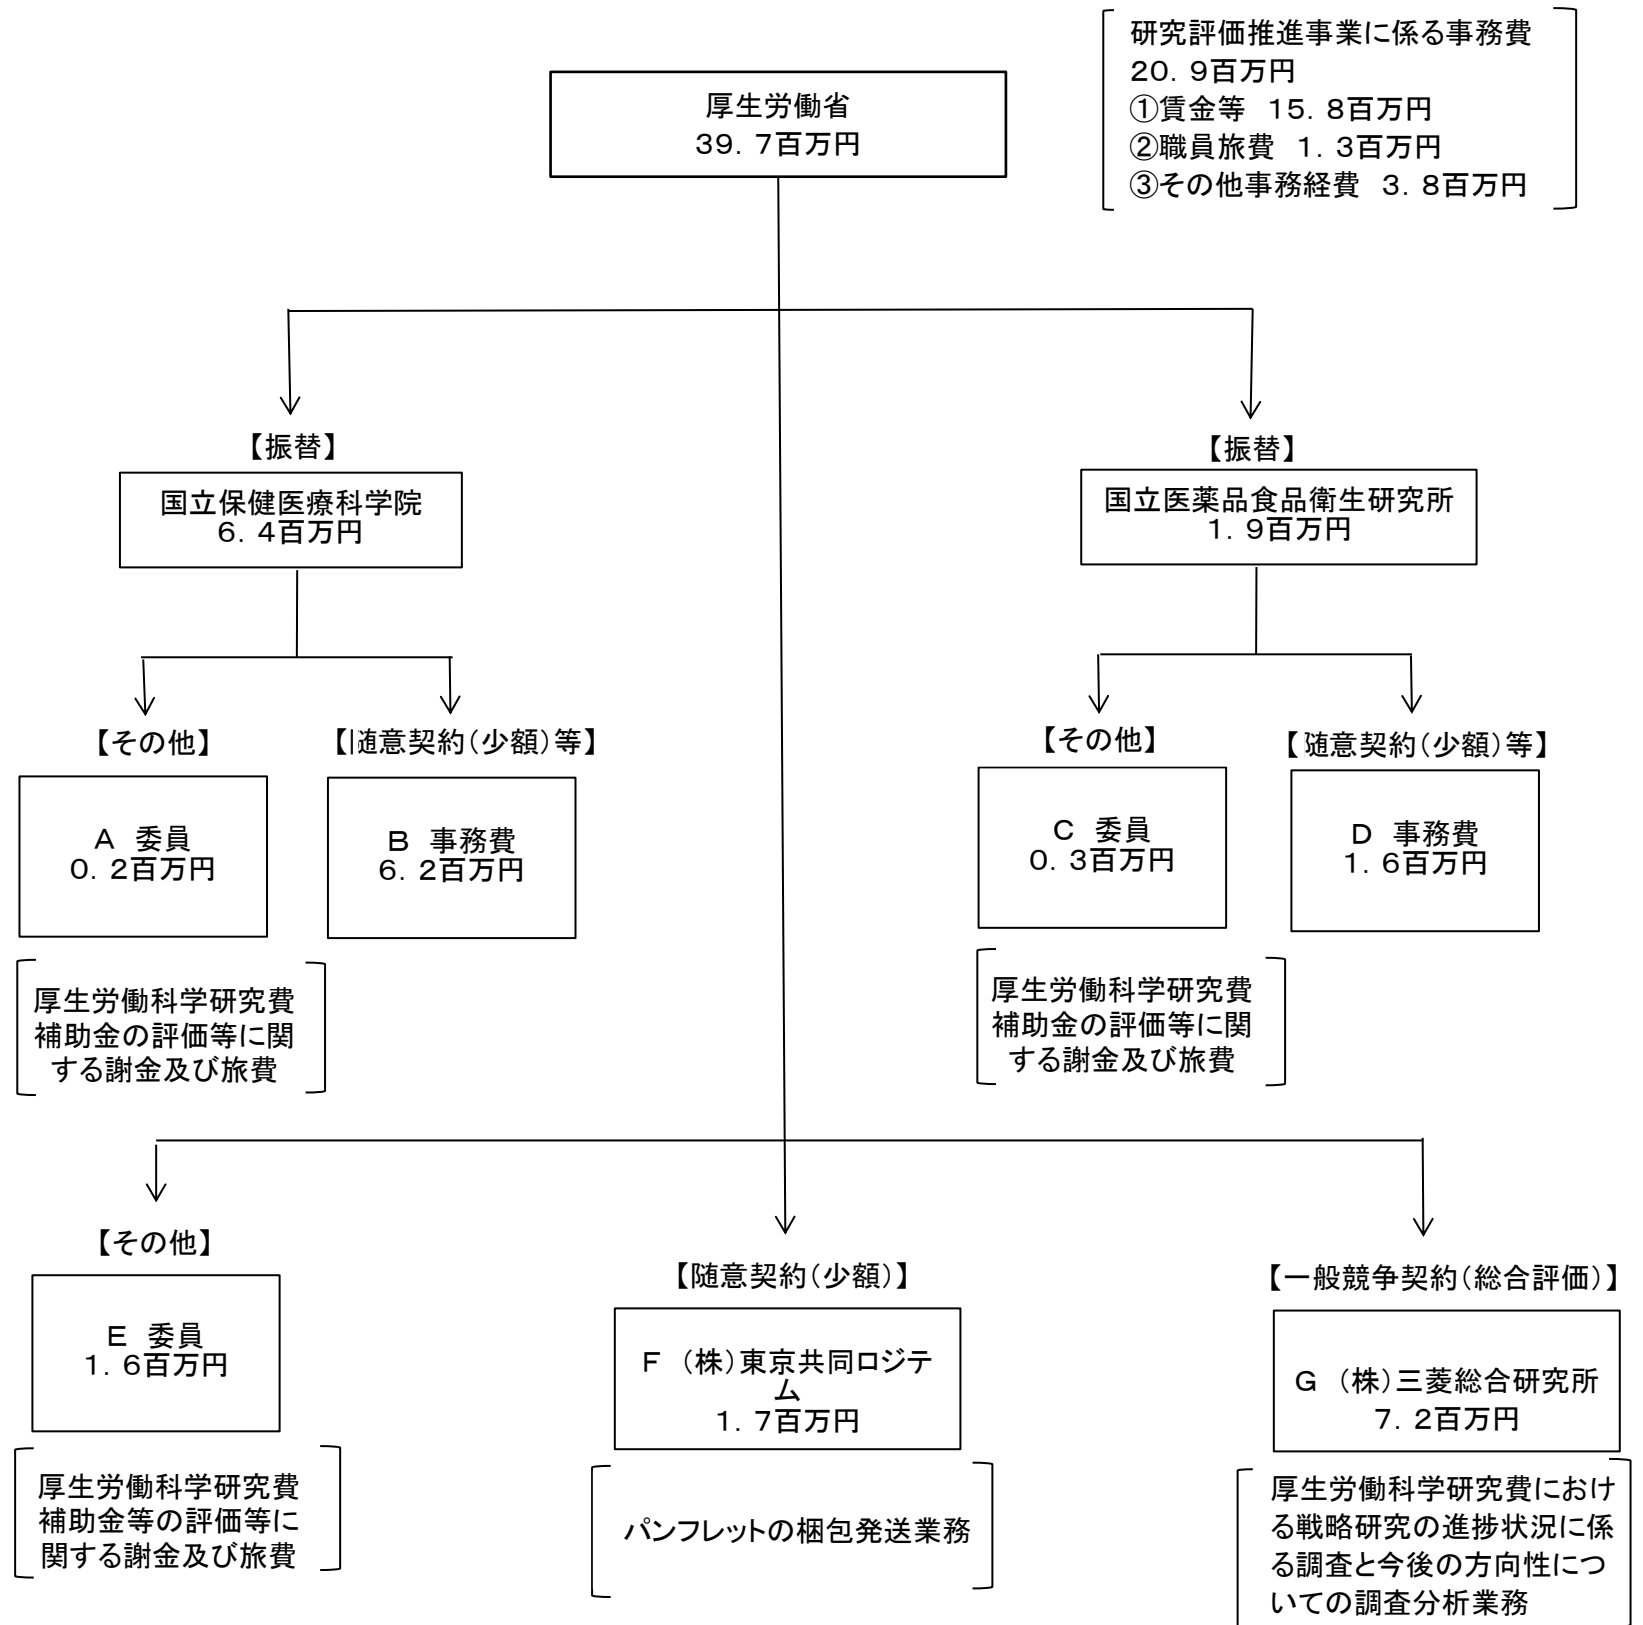 厚生労働省
39．7百万円
研究評価推進事業に係る事務費
20．9百万円
①賃金等　15．8百万円
②職員旅費　1．3百万円
③その他事務経費　3．8百万円
【振替】
国立保健医療科学院
6．4百万円
【振替】
国立医薬品食品衛生研究所
1．9百万円
【その他】
A　委員
0．2百万円
厚生労働科学研究費
補助金の評価等に関
する謝金及び旅費
【随意契約（少額）等】
B　事務費
6．2百万円
【その他】
C　委員
0．3百万円
厚生労働科学研究費
補助金の評価等に関
する謝金及び旅費
【随意契約（少額）等】
D　事務費
1．6百万円
【その他】
E　委員
1．6百万円
厚生労働科学研究費
補助金等の評価等に
関する謝金及び旅費
【随意契約（少額）】
F　（株）東京共同ロジテ
ム
1．7百万円
パンフレットの梱包発送業務
【一般競争契約（総合評価）】
G　（株）三菱総合研究所
7．2百万円
厚生労働科学研究費におけ
る戦略研究の進捗状況に係
る調査と今後の方向性につ
いての調査分析業務